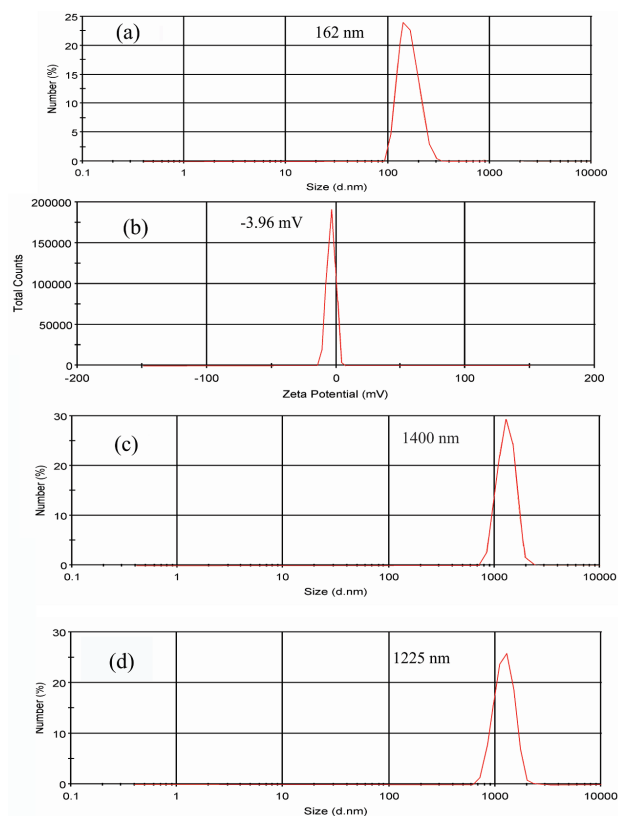 (a)
162 nm
25
20
15
10
5
0
Number (%)
0.1 1 10 100 1000 10000
Size (d.nm)
(b)
-3.96 mV
200000
150000
100000
50000
0
Total Counts
-200 -100 0 100 200
Zeta Potential (mV)
(c)
1400 nm
30
20
10
0
Number (%)
0.1 1 10 100 1000 10000
Size (d.nm)
(d)
1225 nm
30
20
10
0
Number (%)
0.1 1 10 100 1000 10000
Size (d.nm)